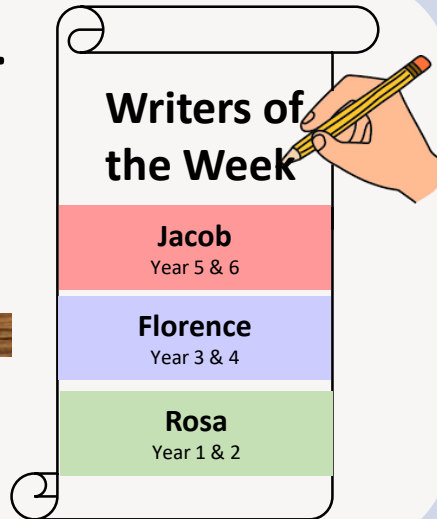 Writers of
the Week
Jacob
Year 5 & 6
Florence
Year 3 & 4
Rosa
Year 1 & 2